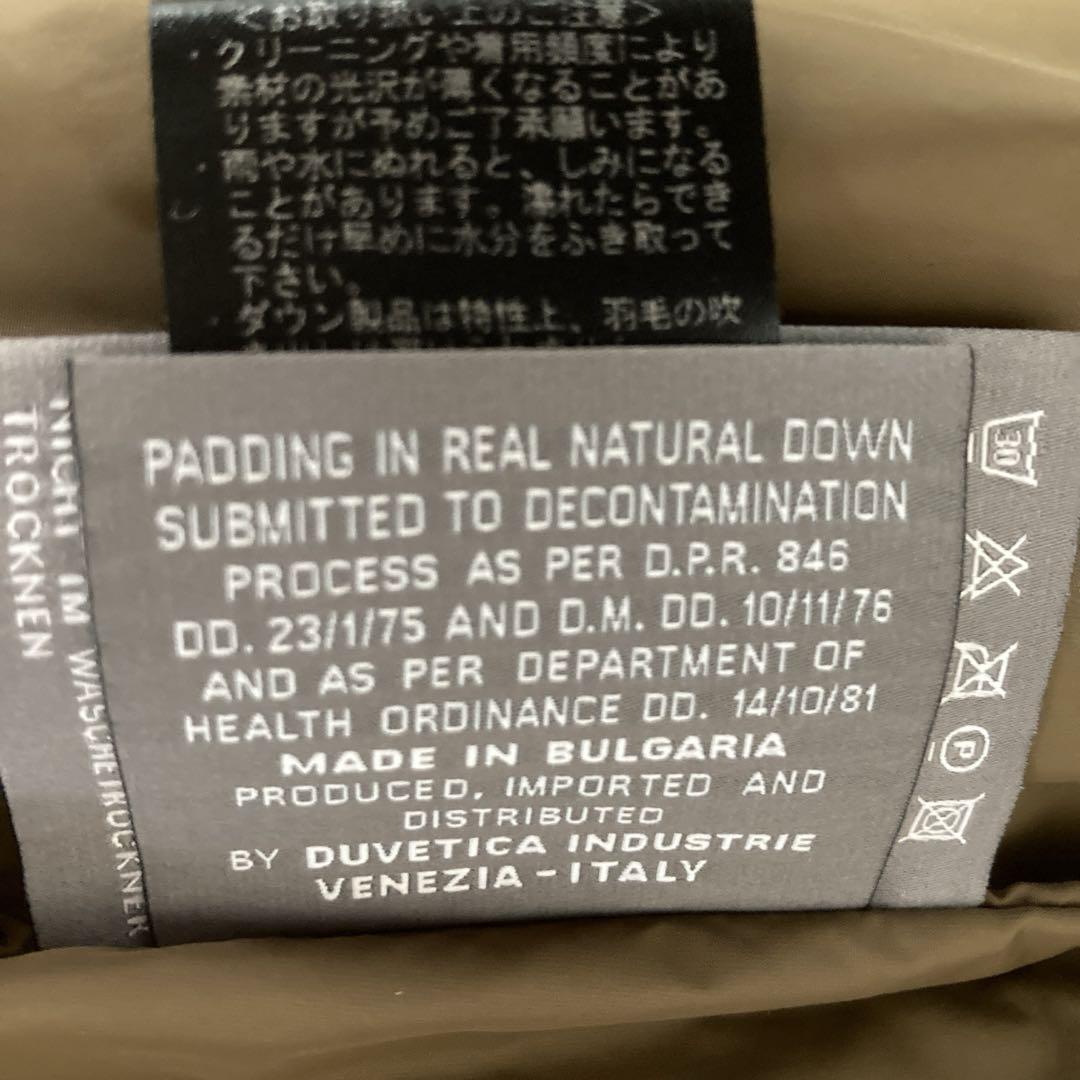 <お取り扱い上のご注意>
・クリーニングや着用頻度により
素材の光沢が薄くなることがあ
りますが予めご了承願います。
・雨や水にぬれると、しみになる
ことがあります。濡れたらでき
るだけ早めに水分をふき取って
下さい。
・ダウン製品は特性上、羽毛の吹
PADDING IN REAL NATURAL DOWN
SUBMITTED TO DECONTAMINATION
PROCESS AS PER D.P.R. 846
DD. 23/1/75 AND D.M. DD. 10/11/76
AND AS PER DEPARTMENT OF
HEALTH ORDINANCE DD. 14/10/81
MADE IN BULGARIA
PRODUCED, IMPORTED AND
DISTRIBUTED
BY DUVETICA INDUSTRIE
VENEZIA - ITALY
NICHT IM WÄSCHETROCKNER
TROCKNEN
30
P